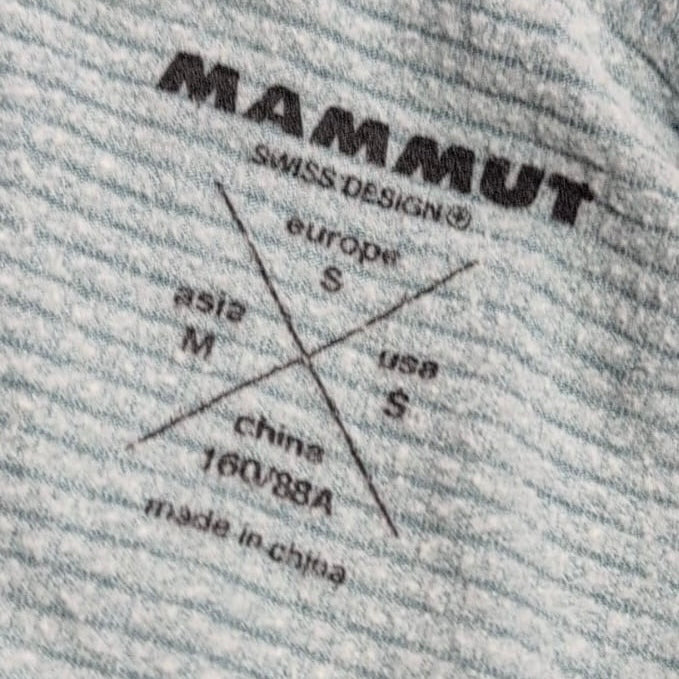 MAMMUT
SWISS DESIGN
europe
S
asia
M
usa
S
china
160/88A
made in china